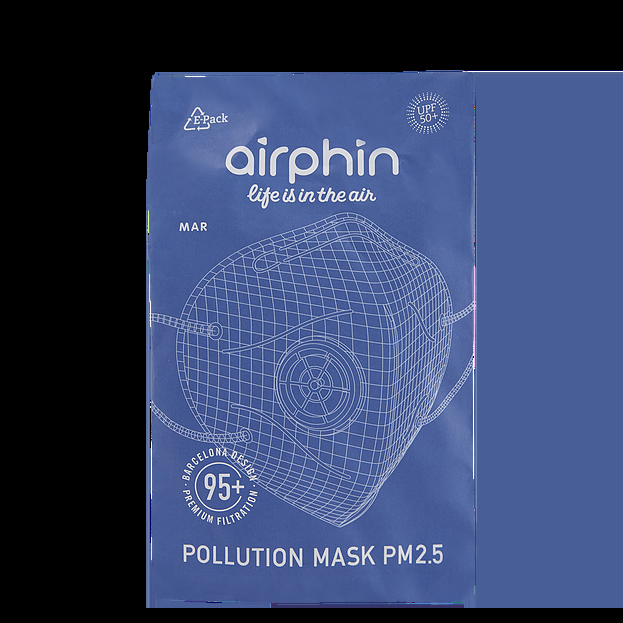 E-Pack
UPF
50+
airphin
life is in the air
MAR
BARCELONA DESIGN
95+
PREMIUM FILTRATION
POLLUTION MASK PM2.5